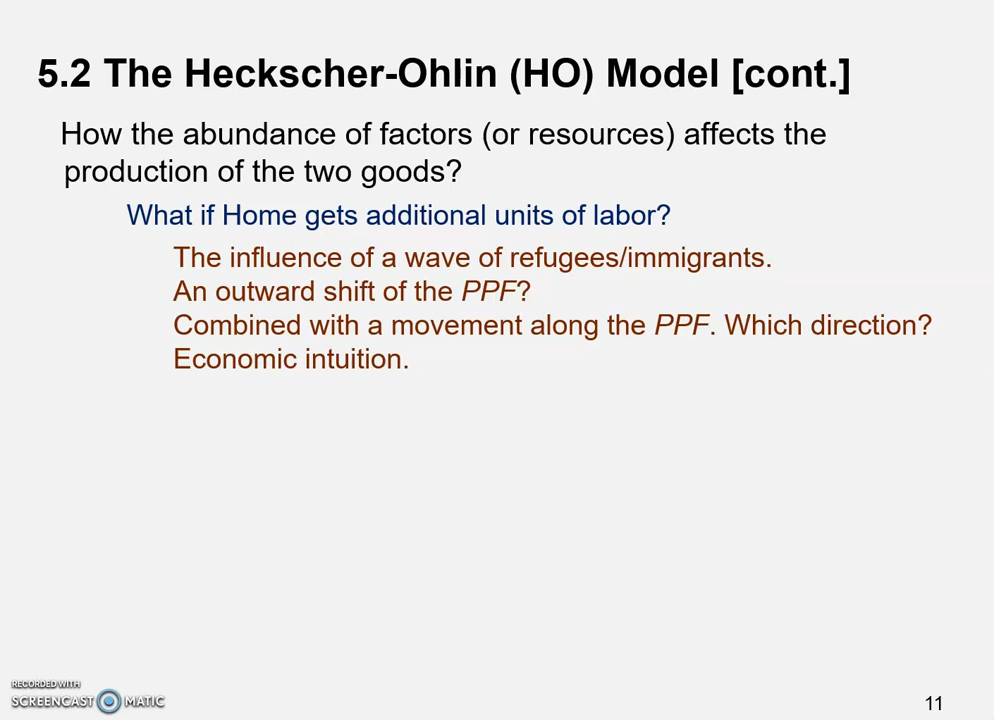 5.2 The Heckscher-Ohlin (HO) Model [cont.]
How the abundance of factors (or resources) affects the
production of the two goods?
What if Home gets additional units of labor?
The influence of a wave of refugees/immigrants.
An outward shift of the PPF?
Combined with a movement along the PPF. Which direction?
Economic intuition.
RECORDED WITH
SCREENCAST MATIC
11